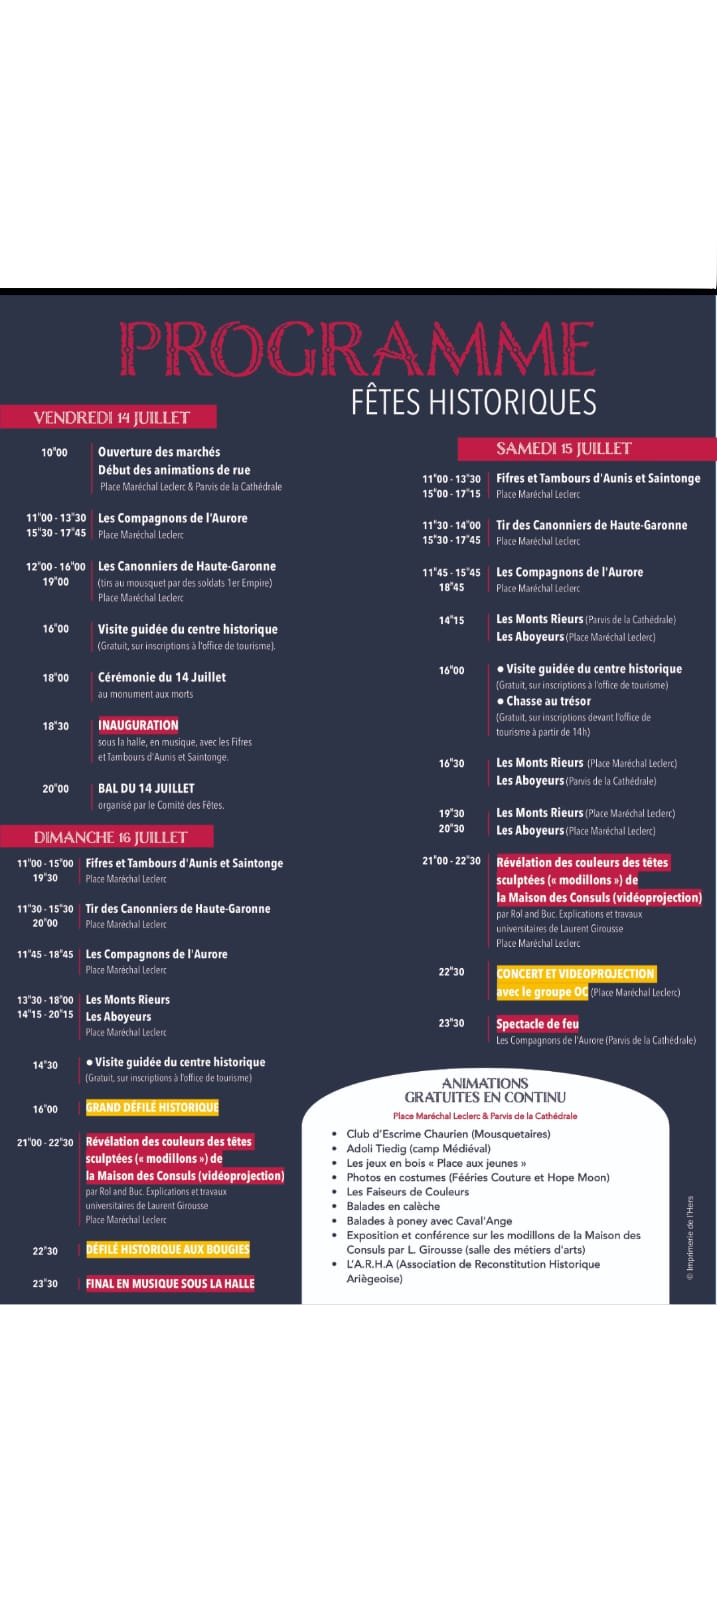 PROGRAMME
FÊTES HISTORIQUES
VENDREDI 14 JUILLET
10H00
Ouverture des marchés
Début des animations de rue
Place Maréchal Leclerc & Parvis de la Cathédrale
11H00 - 13H30
15H30 - 17H45
Les Compagnons de l'Aurore
Place Maréchal Leclerc
12H00 - 16H00
19H00
Les Canonniers de Haute-Garonne
(tirs au mousquet par des soldats 1er Empire)
Place Maréchal Leclerc
16H00
Visite guidée du centre historique
(Gratuit, sur inscriptions à l'office de tourisme).
18H00
Cérémonie du 14 Juillet
au monument aux morts
18H30
INAUGURATION
sous la halle, en musique, avec les Fifres
et Tambours d'Aunis et Saintonge.
20H00
BAL DU 14 JUILLET
organisé par le Comité des Fêtes.
DIMANCHE 16 JUILLET
11H00 - 15H00
19H30
Fifres et Tambours d'Aunis et Saintonge
Place Maréchal Leclerc
11H30 - 15H30
20H00
Tir des Canonniers de Haute-Garonne
Place Maréchal Leclerc
11H45 - 18H45
Les Compagnons de l'Aurore
Place Maréchal Leclerc
13H30 - 18H00
14H15 - 20H15
Les Monts Rieurs
Les Aboyeurs
Place Maréchal Leclerc
14H30
● Visite guidée du centre historique
(Gratuit, sur inscriptions à l'office de tourisme)
16H00
GRAND DÉFILÉ HISTORIQUE
21H00 - 22H30
Révélation des couleurs des têtes
sculptées (« modillons ») de
la Maison des Consuls (vidéoprojection)
par Rol and Buc. Explications et travaux
universitaires de Laurent Girousse
Place Maréchal Leclerc
22H30
DÉFILÉ HISTORIQUE AUX BOUGIES
23H30
FINAL EN MUSIQUE SOUS LA HALLE
SAMEDI 15 JUILLET
11H00 - 13H30
15H00 - 17H15
Fifres et Tambours d'Aunis et Saintonge
Place Maréchal Leclerc
11H30 - 14H00
15H30 - 17H45
Tir des Canonniers de Haute-Garonne
Place Maréchal Leclerc
11H45 - 15H45
18H45
Les Compagnons de l'Aurore
Place Maréchal Leclerc
14H15
Les Monts Rieurs (Parvis de la Cathédrale)
Les Aboyeurs (Place Maréchal Leclerc)
16H00
● Visite guidée du centre historique
(Gratuit, sur inscriptions à l'office de tourisme)
● Chasse au trésor
(Gratuit, sur inscriptions devant l'office de
tourisme à partir de 14h)
16H30
Les Monts Rieurs (Place Maréchal Leclerc)
Les Aboyeurs (Parvis de la Cathédrale)
19H30
20H30
Les Monts Rieurs (Place Maréchal Leclerc)
Les Aboyeurs (Place Maréchal Leclerc)
21H00 - 22H30
Révélation des couleurs des têtes
sculptées (« modillons ») de
la Maison des Consuls (vidéoprojection)
par Rol and Buc. Explications et travaux
universitaires de Laurent Girousse
Place Maréchal Leclerc
22H30
CONCERT ET VIDEOPROJECTION
avec le groupe OC (Place Maréchal Leclerc)
23H30
Spectacle de feu
Les Compagnons de l'Aurore (Parvis de la Cathédrale)
ANIMATIONS
GRATUITES EN CONTINU
Place Maréchal Leclerc & Parvis de la Cathédrale
• Club d'Escrime Chaurien (Mousquetaires)
• Adoli Tiedig (camp Médiéval)
• Les jeux en bois « Place aux jeunes »
• Photos en costumes (Fééries Couture et Hope Moon)
• Les Faiseurs de Couleurs
• Balades en calèche
• Balades à poney avec Caval'Ange
• Exposition et conférence sur les modillons de la Maison des
Consuls par L. Girousse (salle des métiers d'arts)
• L'A.R.H.A (Association de Reconstitution Historique
Ariègeoise)
© Imprimerie de l'Hers